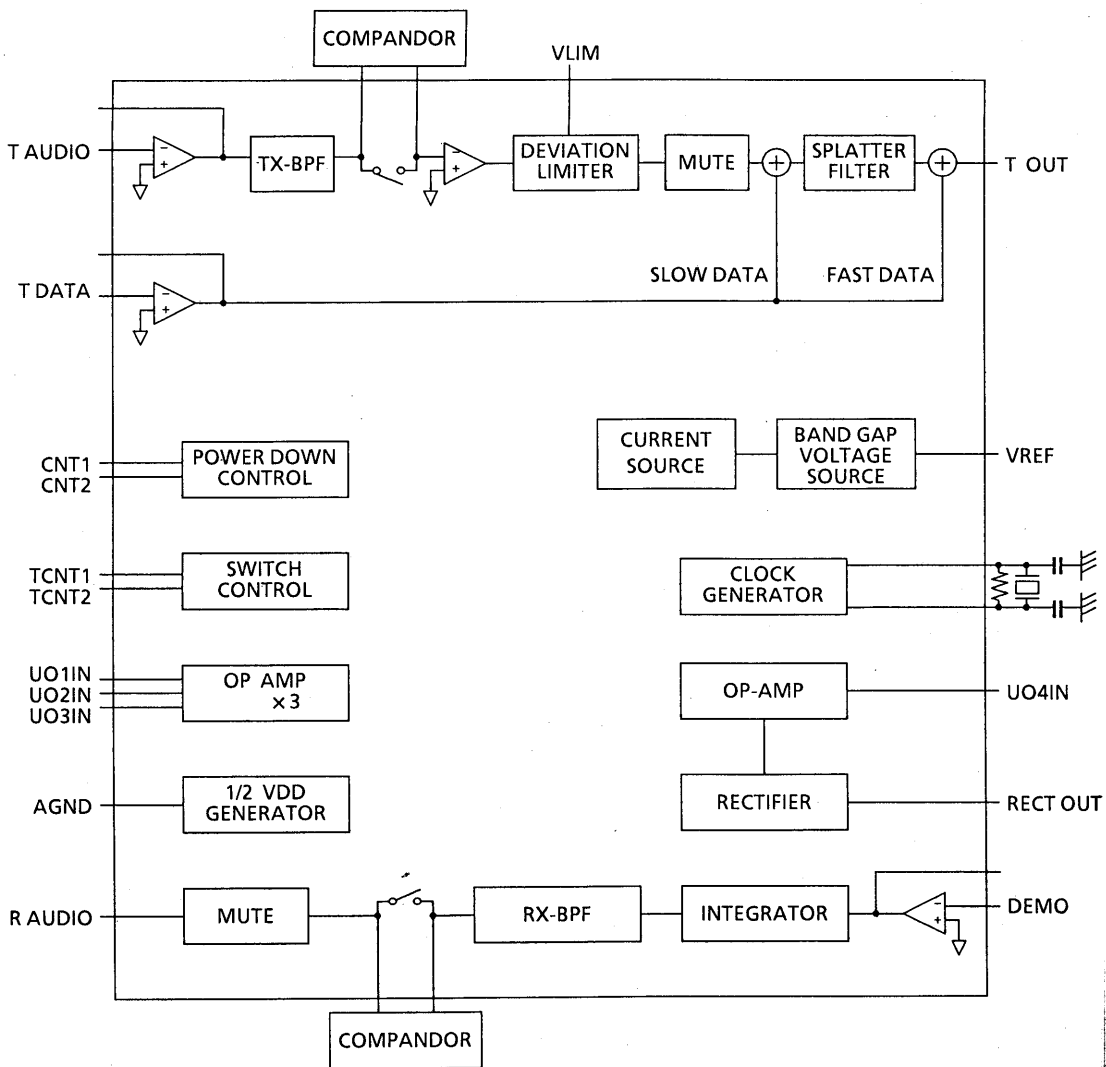 COMPANDOR
VLIM
T AUDIO
TX-BPF
DEVIATION
LIMITER
MUTE
SPLATTER
FILTER
T OUT
T DATA
SLOW DATA
FAST DATA
CNT1
CNT2
POWER DOWN
CONTROL
CURRENT
SOURCE
BAND GAP
VOLTAGE
SOURCE
VREF
TCNT1
TCNT2
SWITCH
CONTROL
CLOCK
GENERATOR
UO1IN
UO2IN
UO3IN
OP AMP
×3
OP-AMP
UO4IN
AGND
1/2 VDD
GENERATOR
RECTIFIER
RECT OUT
R AUDIO
MUTE
RX-BPF
INTEGRATOR
DEMO
COMPANDOR